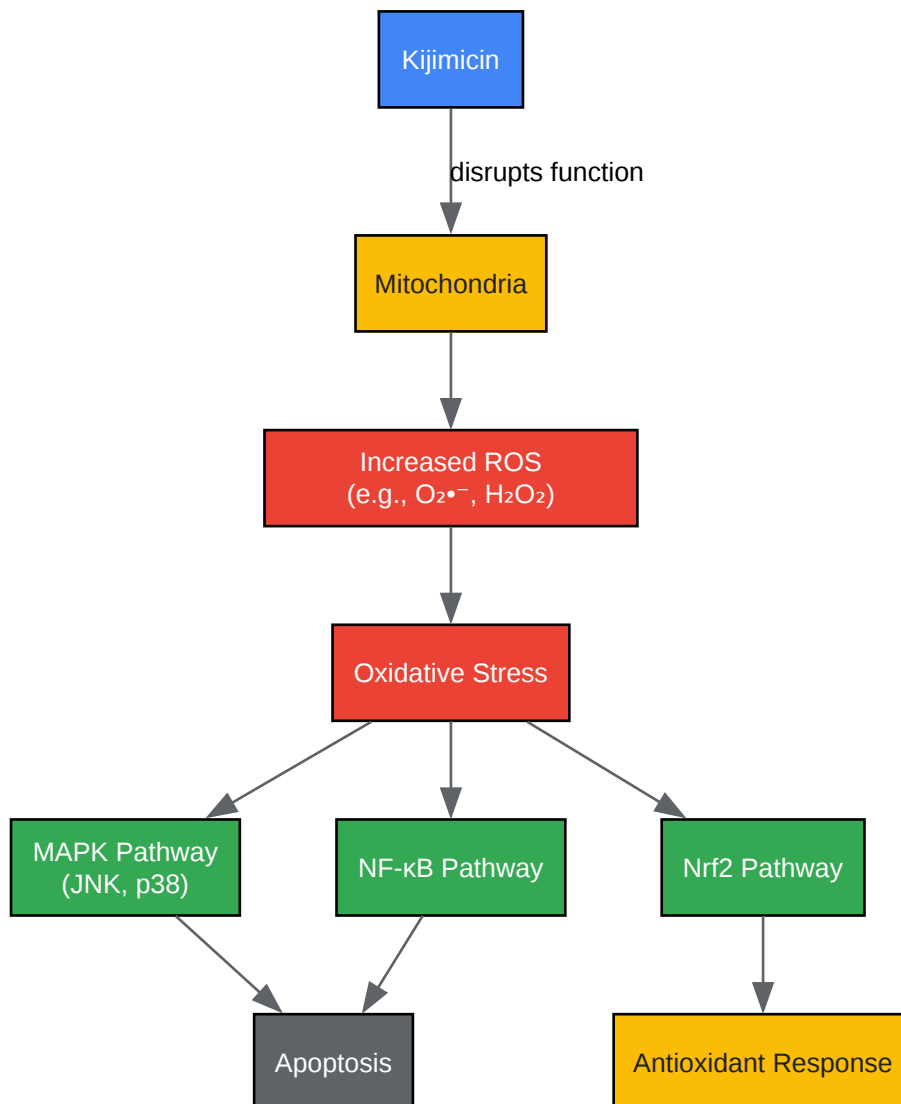 Kijimicin
disrupts function
Mitochondria
Increased ROS
(e.g., O₂•⁻, H₂O₂)
Oxidative Stress
MAPK Pathway
(JNK, p38)
NF-κB Pathway
Nrf2 Pathway
Apoptosis
Antioxidant Response